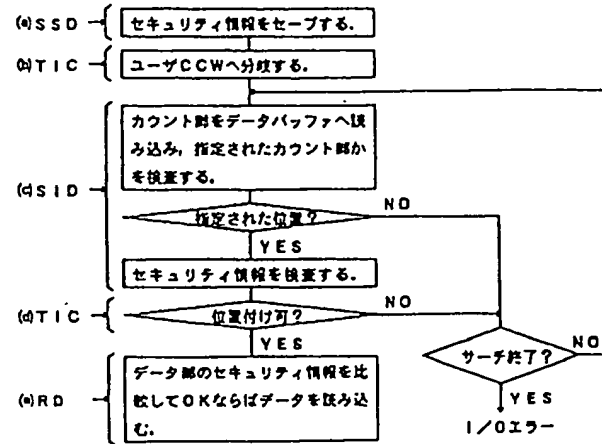 (a)SSD
セキュリティ情報をセーブする.
(b)TIC
ユーザCCWへ分岐する.
(c)SID
カウント部をデータバッファへ読
み込み,指定されたカウント部か
を検査する.
指定された位置?
NO
YES
セキュリティ情報を検査する.
(d)TIC
位置付け可?
NO
YES
サーチ終了?
NO
YES
I/Oエラー
(e)RD
データ部のセキュリティ情報を比
較してOKならばデータを読み込
む.